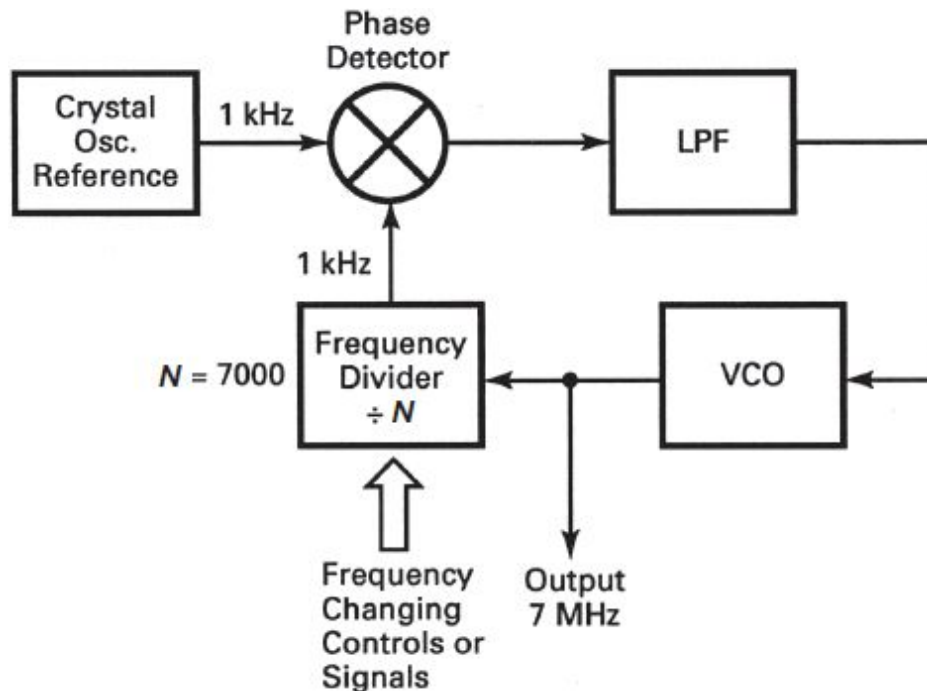 Phase
Detector
Crystal
Osc.
Reference
1 kHz
LPF
1 kHz
N = 7000
Frequency
Divider
÷ N
VCO
Frequency
Changing
Controls or
Signals
Output
7 MHz